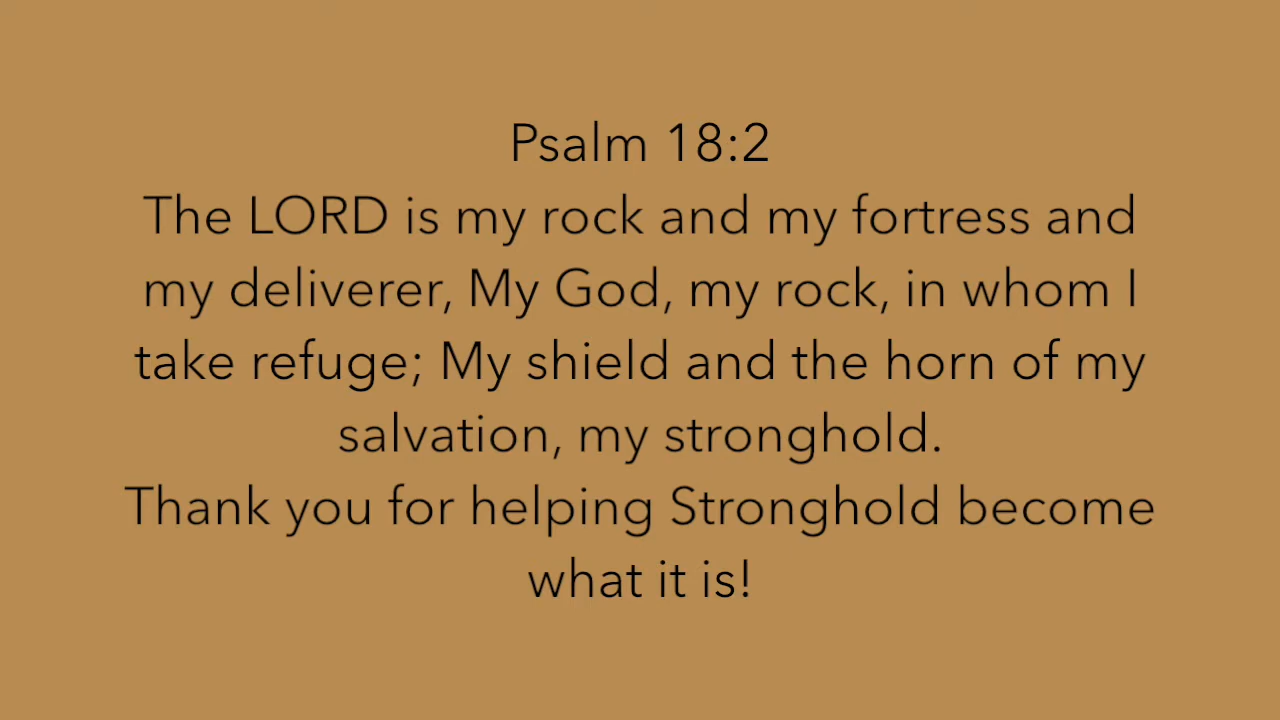 Psalm 18:2
The LORD is my rock and my fortress and
my deliverer, My God, my rock, in whom I
take refuge; My shield and the horn of my
salvation, my stronghold.
Thank you for helping Stronghold become
what it is!